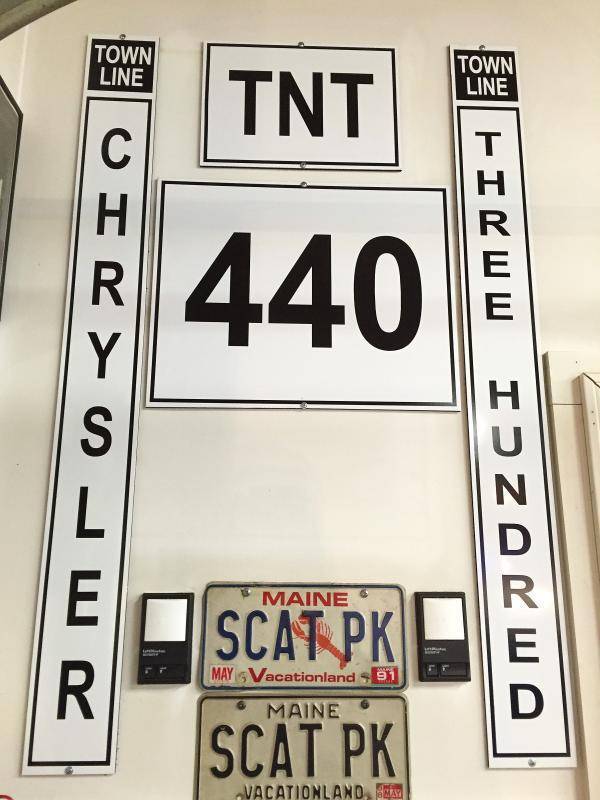 TOWN
LINE
CHRYSLER
TNT
440
TOWN
LINE
THREE HUNDRED
MAINE
SCAT PK
MAY Vacationland 91
MAINE
SCAT PK
VACATIONLAND MAY